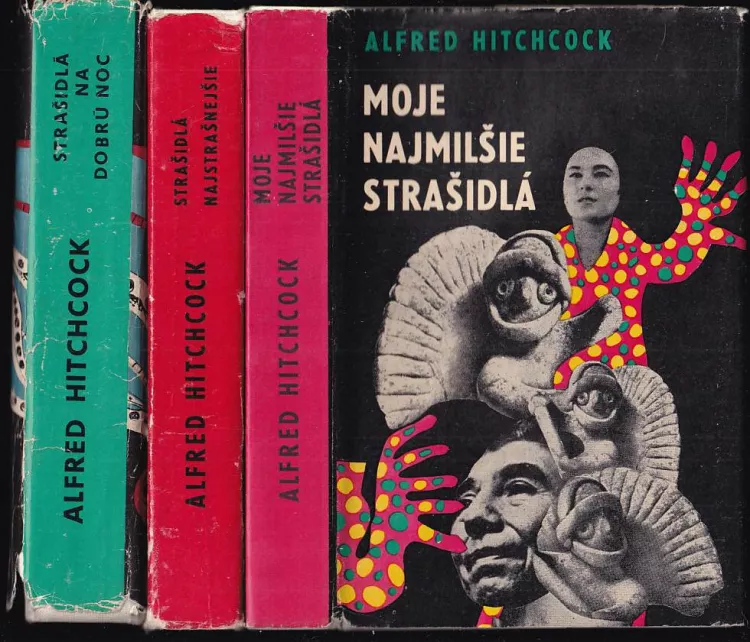 STRAŠIDLÁ
NA
DOBRÚ NOC
ALFRED HITCHCOCK
STRAŠIDLÁ
NAJSTRAŠNEJŠIE
ALFRED HITCHCOCK
MOJE
NAJMILŠIE
STRAŠIDLÁ
ALFRED HITCHCOCK
ALFRED HITCHCOCK
MOJE
NAJMILŠIE
STRAŠIDLÁ